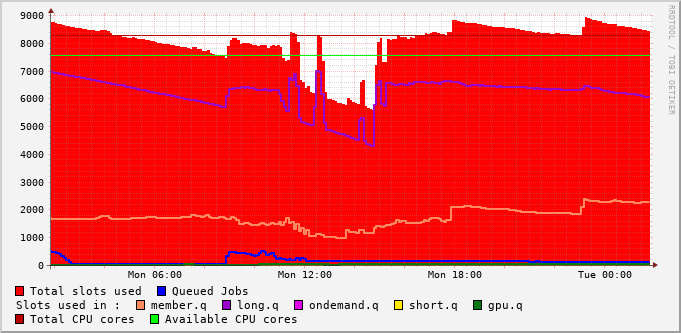 9000
8000
7000
6000
5000
4000
3000
2000
1000
0
Mon 06:00 Mon 12:00 Mon 18:00 Tue 00:00
RRDTOOL / TOBI OETIKER
Total slots used Queued Jobs
Slots used in : member.q long.q ondemand.q short.q gpu.q
Total CPU cores Available CPU cores